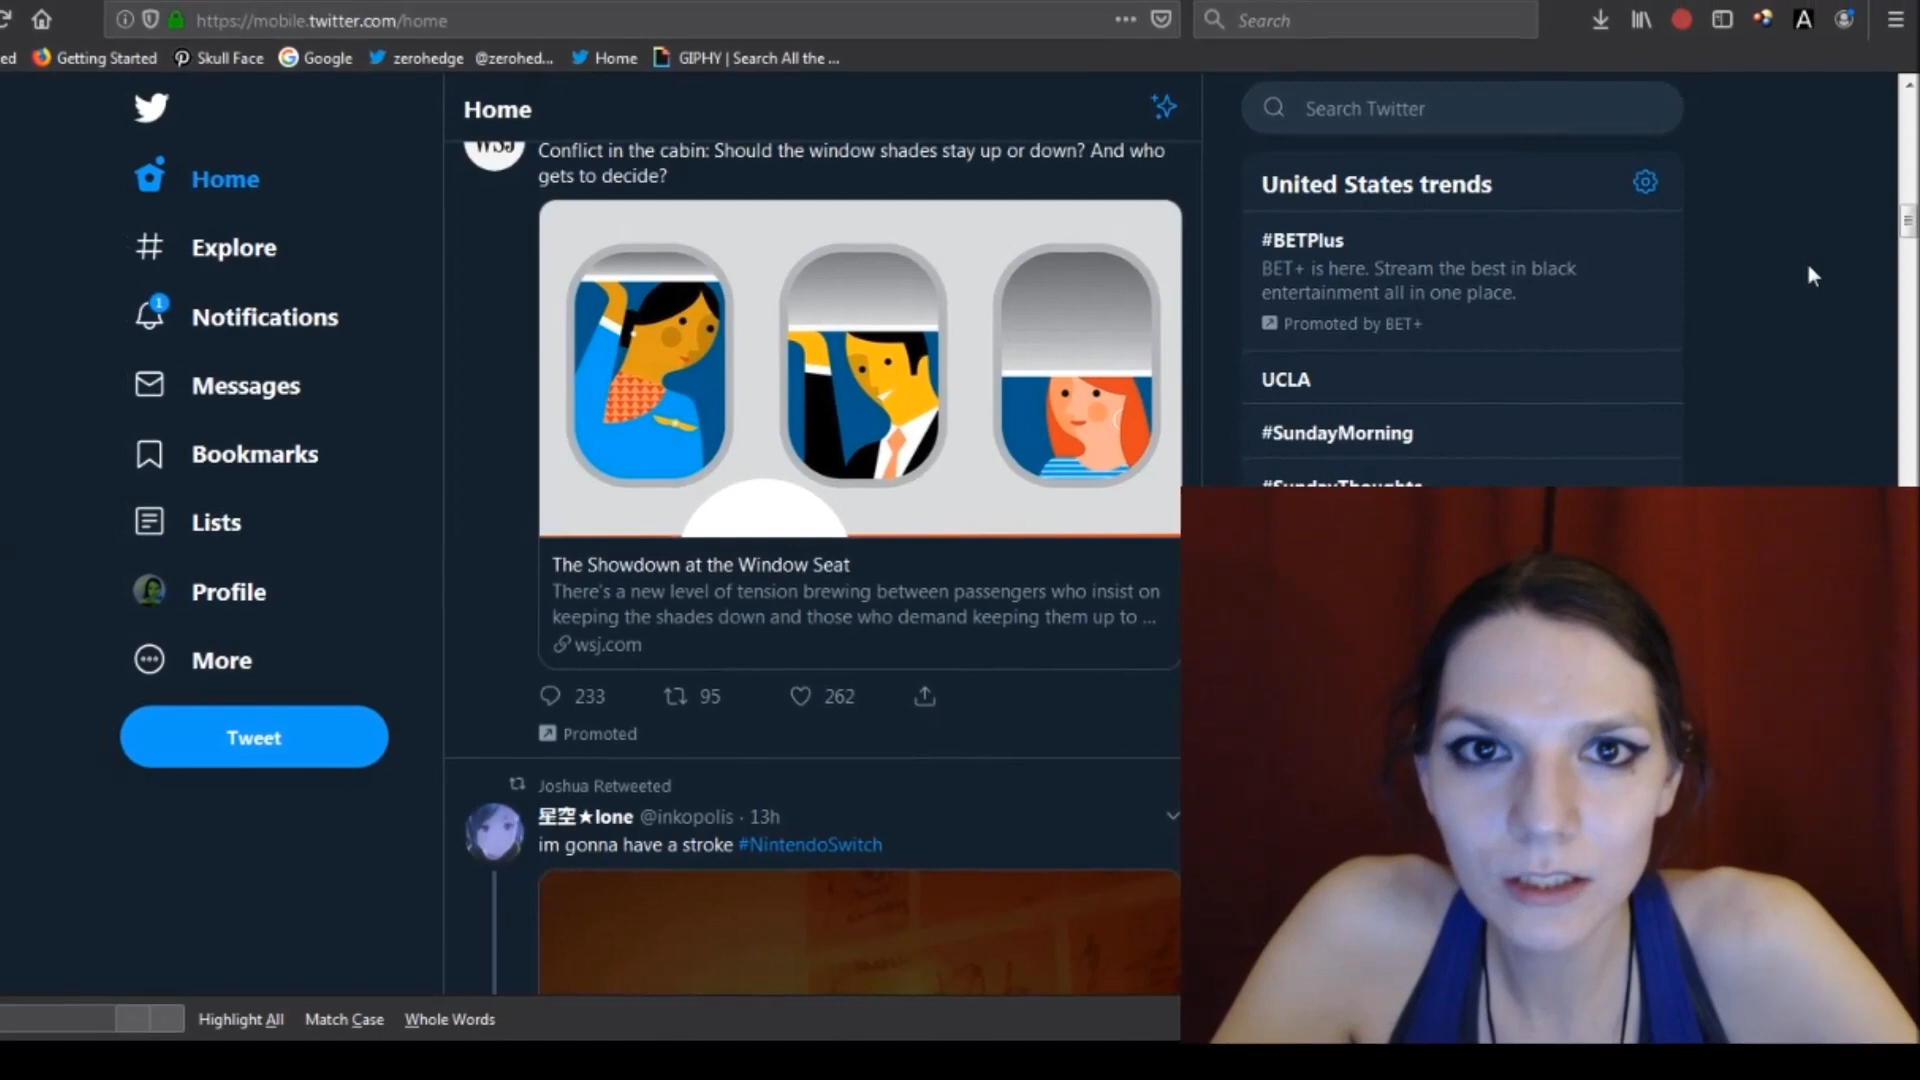 https://mobile.twitter.com/home
Search
ed
Getting Started
Skull Face
Google
zerohedge @zerohed...
Home
GIPHY | Search All the ...
Home
Search Twitter
Home
Explore
1
Notifications
Messages
Bookmarks
Lists
Profile
More
Tweet
WSJ
Conflict in the cabin: Should the window shades stay up or down? And who
gets to decide?
The Showdown at the Window Seat
There's a new level of tension brewing between passengers who insist on
keeping the shades down and those who demand keeping them up to ...
wsj.com
233
95
262
Promoted
Joshua Retweeted
星空★Ione @inkopolis · 13h
im gonna have a stroke #NintendoSwitch
United States trends
#BETPlus
BET+ is here. Stream the best in black
entertainment all in one place.
Promoted by BET+
UCLA
#SundayMorning
#SundayThoughts
Highlight All
Match Case
Whole Words
A